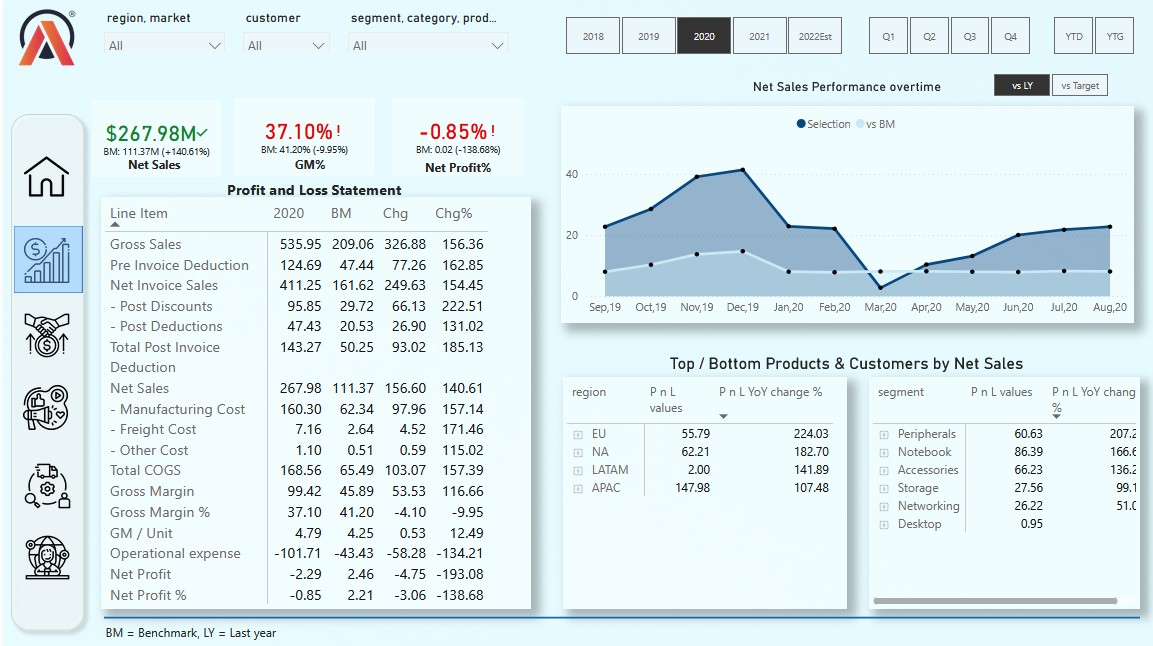 region, market
customer
segment, category, prod...
All
All
All
2018
2019
2020
2021
2022Est
Q1
Q2
Q3
Q4
YTD
YTG
Net Sales Performance overtime
vs LY
vs Target
$267.98M
BM: 111.37M (+140.61%)
Net Sales
37.10% !
BM: 41.20% (-9.95%)
GM%
-0.85% !
BM: 0.02 (-138.68%)
Net Profit%
Selection vs BM
40
20
0
Sep,19 Oct,19 Nov,19 Dec,19 Jan,20 Feb,20 Mar,20 Apr,20 May,20 Jun,20 Jul,20 Aug,20
Profit and Loss Statement
Line Item 2020 BM Chg Chg%
Gross Sales 535.95 209.06 326.88 156.36
Pre Invoice Deduction 124.69 47.44 77.26 162.85
Net Invoice Sales 411.25 161.62 249.63 154.45
- Post Discounts 95.85 29.72 66.13 222.51
- Post Deductions 47.43 20.53 26.90 131.02
Total Post Invoice 143.27 50.25 93.02 185.13
Deduction
Net Sales 267.98 111.37 156.60 140.61
- Manufacturing Cost 160.30 62.34 97.96 157.14
- Freight Cost 7.16 2.64 4.52 171.46
- Other Cost 1.10 0.51 0.59 115.02
Total COGS 168.56 65.49 103.07 157.39
Gross Margin 99.42 45.89 53.53 116.66
Gross Margin % 37.10 41.20 -4.10 -9.95
GM / Unit 4.79 4.25 0.53 12.49
Operational expense -101.71 -43.43 -58.28 -134.21
Net Profit -2.29 2.46 -4.75 -193.08
Net Profit % -0.85 2.21 -3.06 -138.68
Top / Bottom Products & Customers by Net Sales
region P n L P n L YoY change %
values
EU 55.79 224.03
NA 62.21 182.70
LATAM 2.00 141.89
APAC 147.98 107.48
segment P n L values P n L YoY chang
%
Peripherals 60.63 207.2
Notebook 86.39 166.6
Accessories 66.23 136.2
Storage 27.56 99.1
Networking 26.22 51.0
Desktop 0.95
BM = Benchmark, LY = Last year